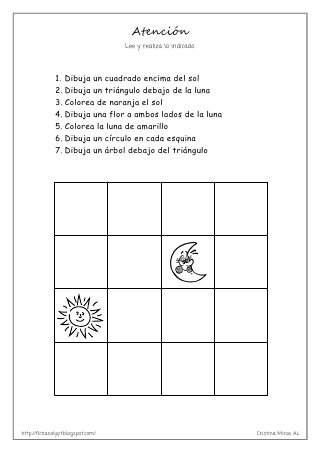 Atención
Lee y realiza lo indicado
1. Dibuja un cuadrado encima del sol
2. Dibuja un triángulo debajo de la luna
3. Colorea de naranja el sol
4. Dibuja una flor a ambos lados de la luna
5. Colorea la luna de amarillo
6. Dibuja un círculo en cada esquina
7. Dibuja un árbol debajo del triángulo
http://fichasalypt.blogspot.com/
Cristina Miras AL